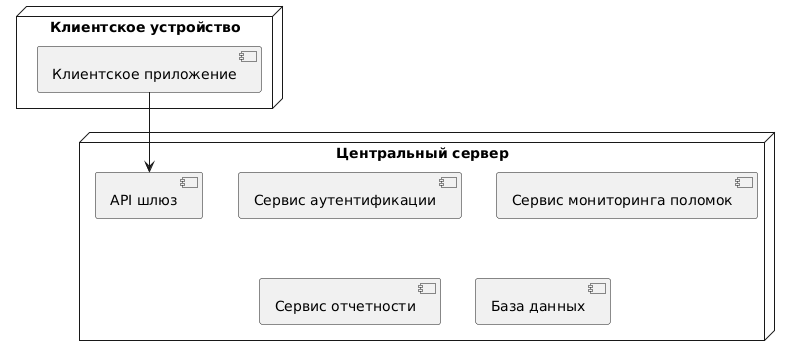 Клиентское устройство
Клиентское приложение
Центральный сервер
API шлюз
Сервис аутентификации
Сервис мониторинга поломок
Сервис отчетности
База данных